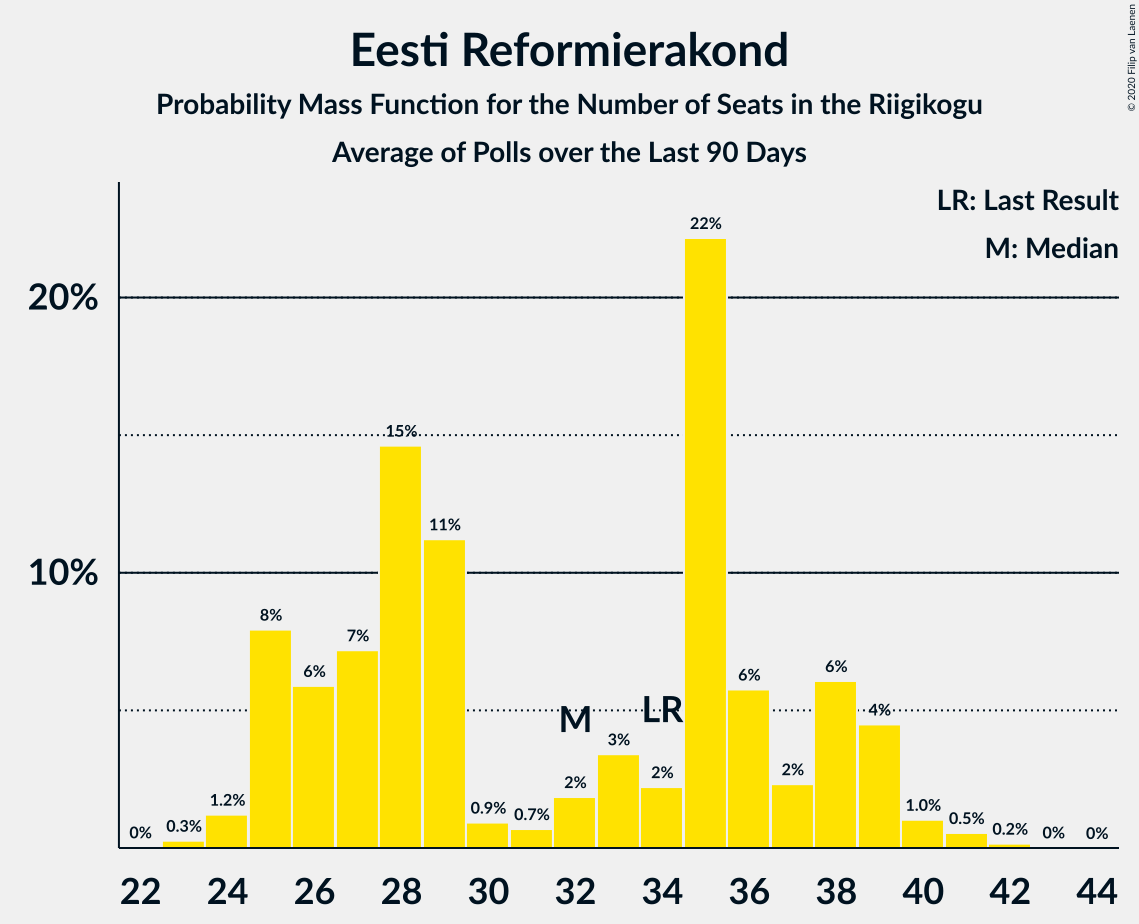 Eesti Reformierakond
Probability Mass Function for the Number of Seats in the Riigikogu
Average of Polls over the Last 90 Days
© 2020 Filip van Laenen
LR: Last Result
M: Median
20%
10%
0%
0.3%
1.2%
8%
6%
7%
15%
11%
0.9%
0.7%
2%
3%
2%
22%
6%
2%
6%
4%
1.0%
0.5%
0.2%
0%
0%
M
LR
22 24 26 28 30 32 34 36 38 40 42 44